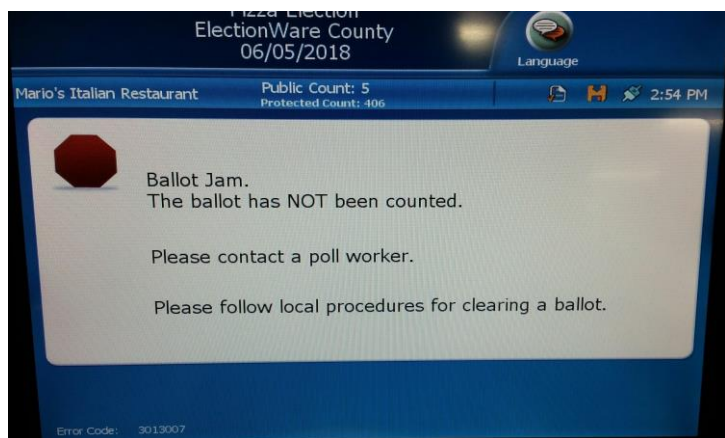 Pizza Election
ElectionWare County
06/05/2018
Language
Mario's Italian Restaurant
Public Count: 5
Protected Count: 406
2:54 PM
Ballot Jam.
The ballot has NOT been counted.
Please contact a poll worker.
Please follow local procedures for clearing a ballot.
Error Code: 3013007